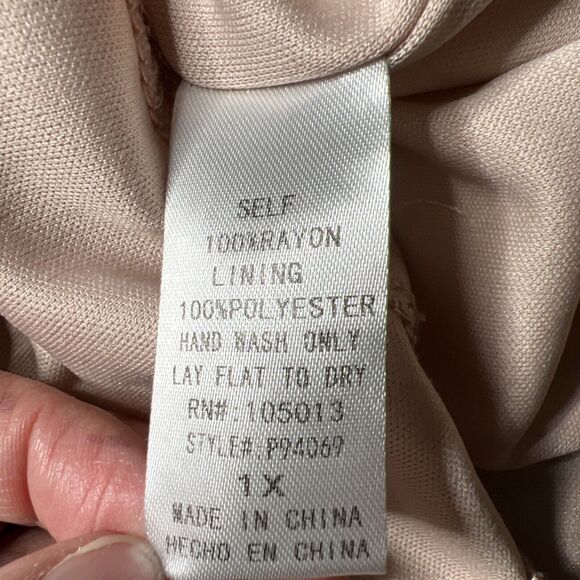 SELF
100%RAYON
LINING
100%POLYESTER
HAND WASH ONLY
LAY FLAT TO DRY
RN#:105013
STYLE#:P94069
1X
MADE IN CHINA
HECHO EN CHINA